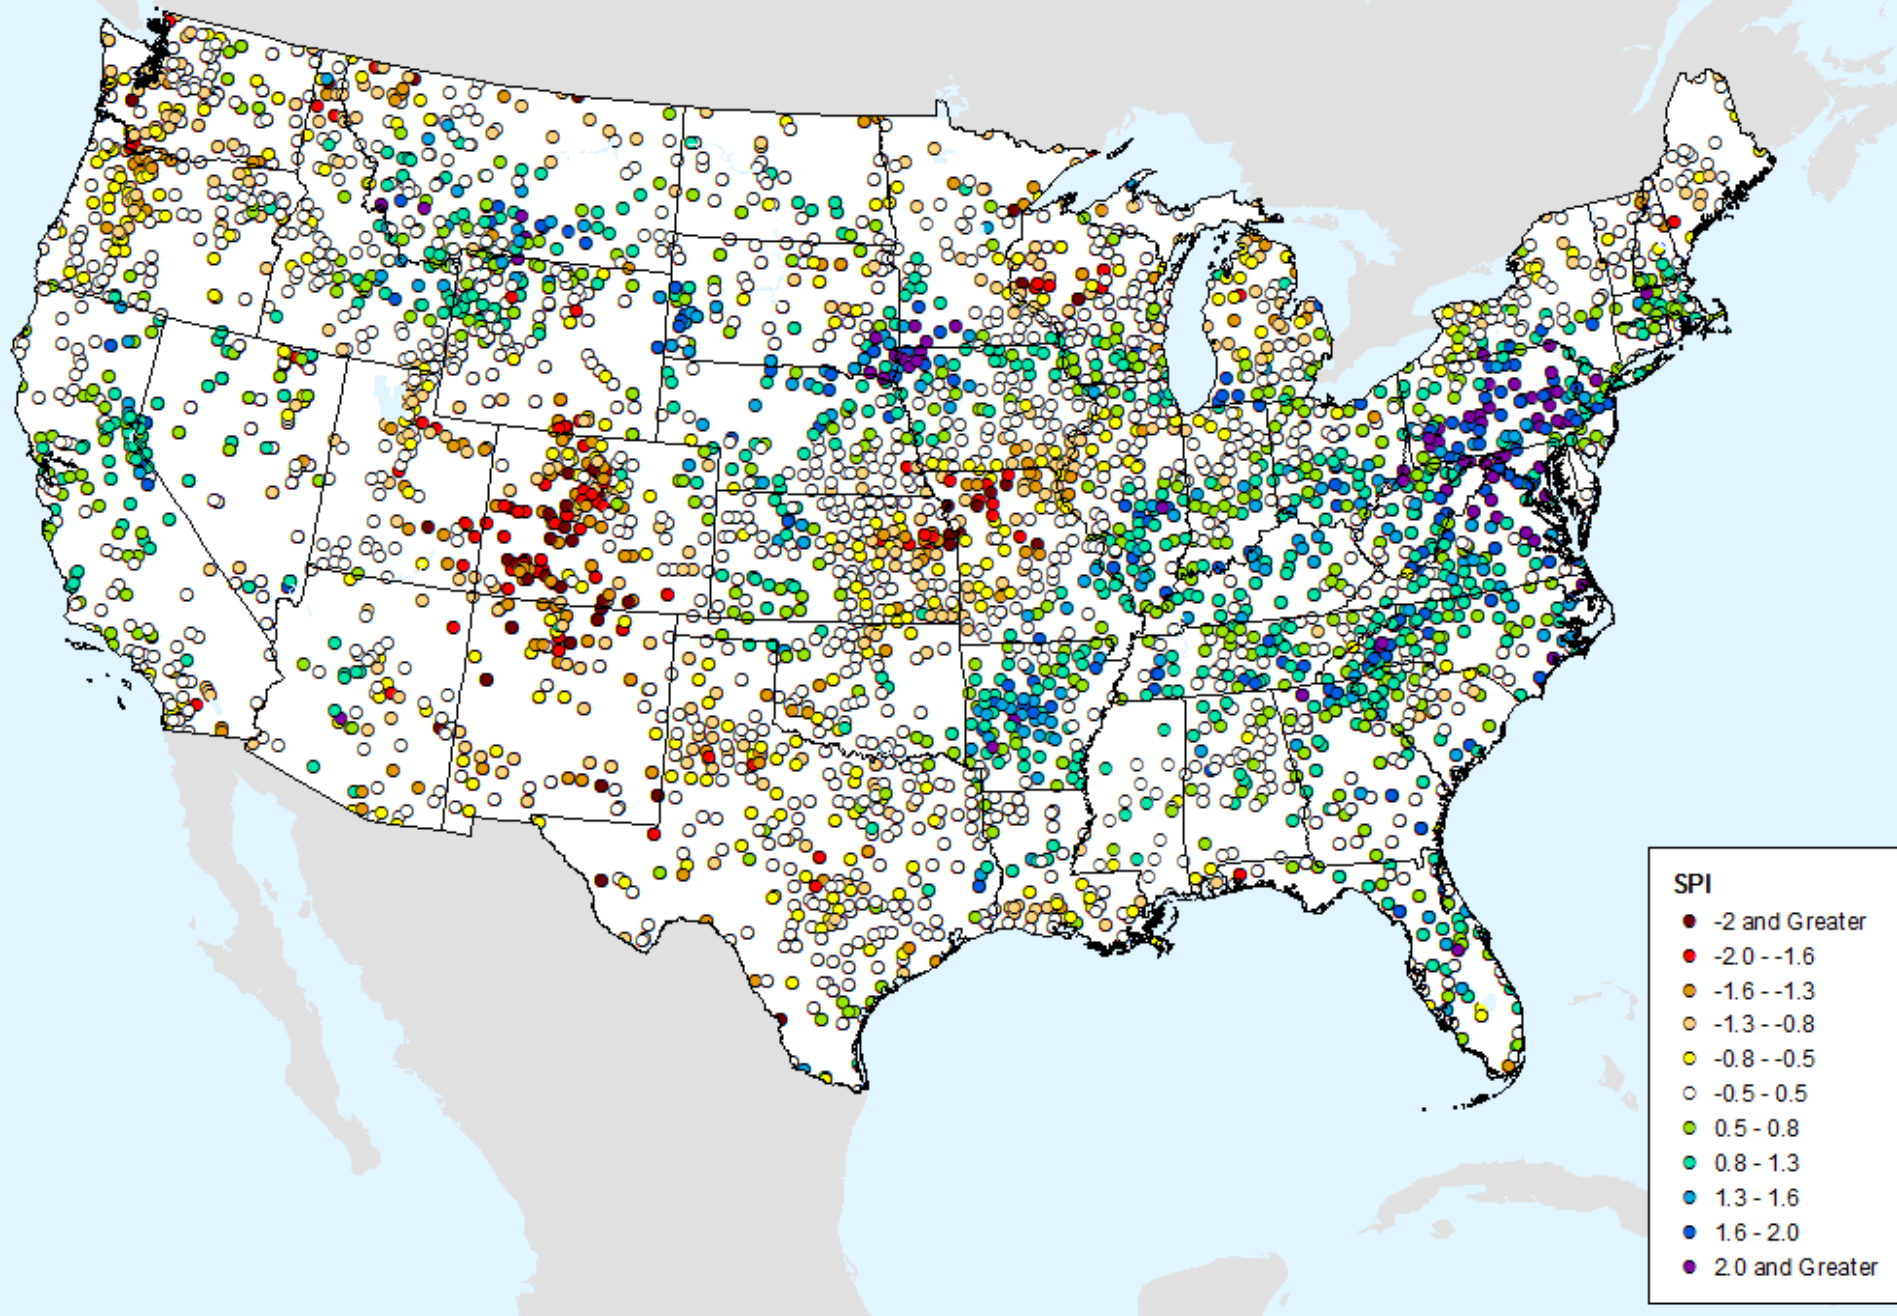 SPI
-2 and Greater
-2.0 - -1.6
-1.6 - -1.3
-1.3 - -0.8
-0.8 - -0.5
-0.5 - 0.5
0.5 - 0.8
0.8 - 1.3
1.3 - 1.6
1.6 - 2.0
2.0 and Greater